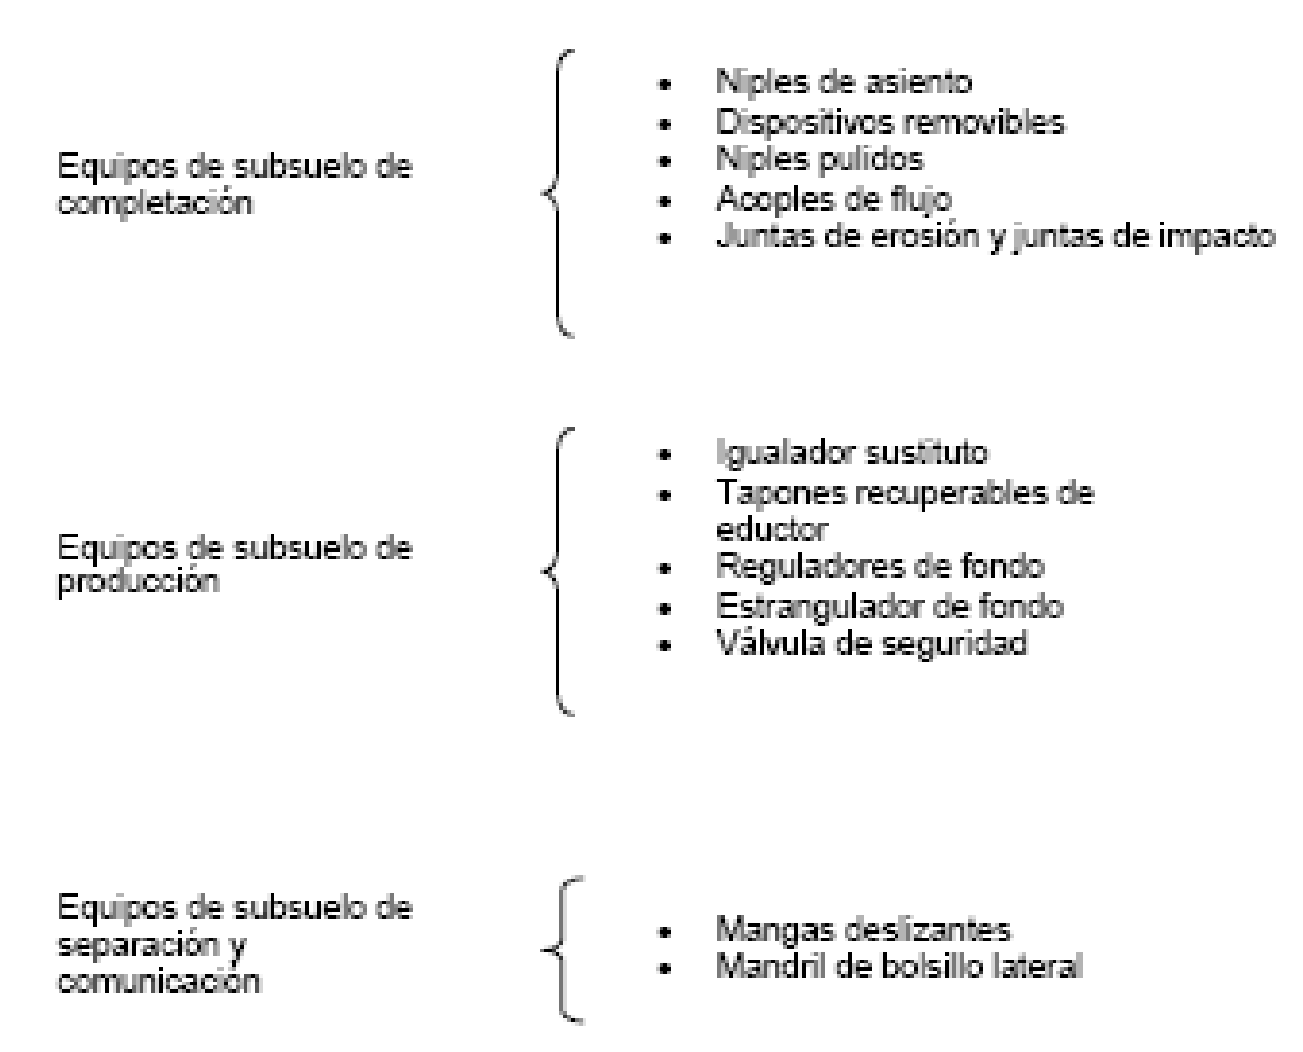 Equipos de subsuelo de
completación
• Niples de asiento
• Dispositivos removibles
• Niples pulidos
• Acoples de flujo
• Juntas de erosión y juntas de impacto
Equipos de subsuelo de
producción
• Igualador sustituto
• Tapones recuperables de
eductor
• Reguladores de fondo
• Estrangulador de fondo
• Válvula de seguridad
Equipos de subsuelo de
separación y
comunicación
• Mangas deslizantes
• Mandril de bolsillo lateral